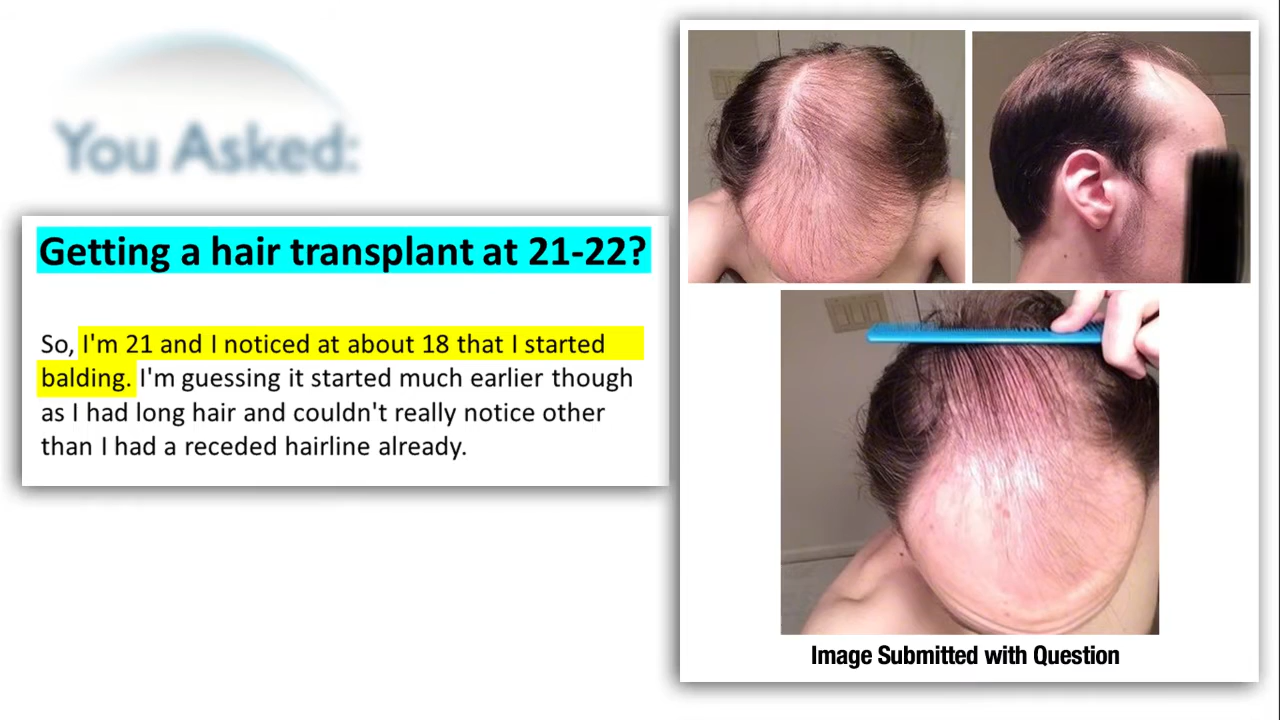 You Asked:
Getting a hair transplant at 21-22?
So, I'm 21 and I noticed at about 18 that I started
balding. I'm guessing it started much earlier though
as I had long hair and couldn't really notice other
than I had a receded hairline already.
Image Submitted with Question